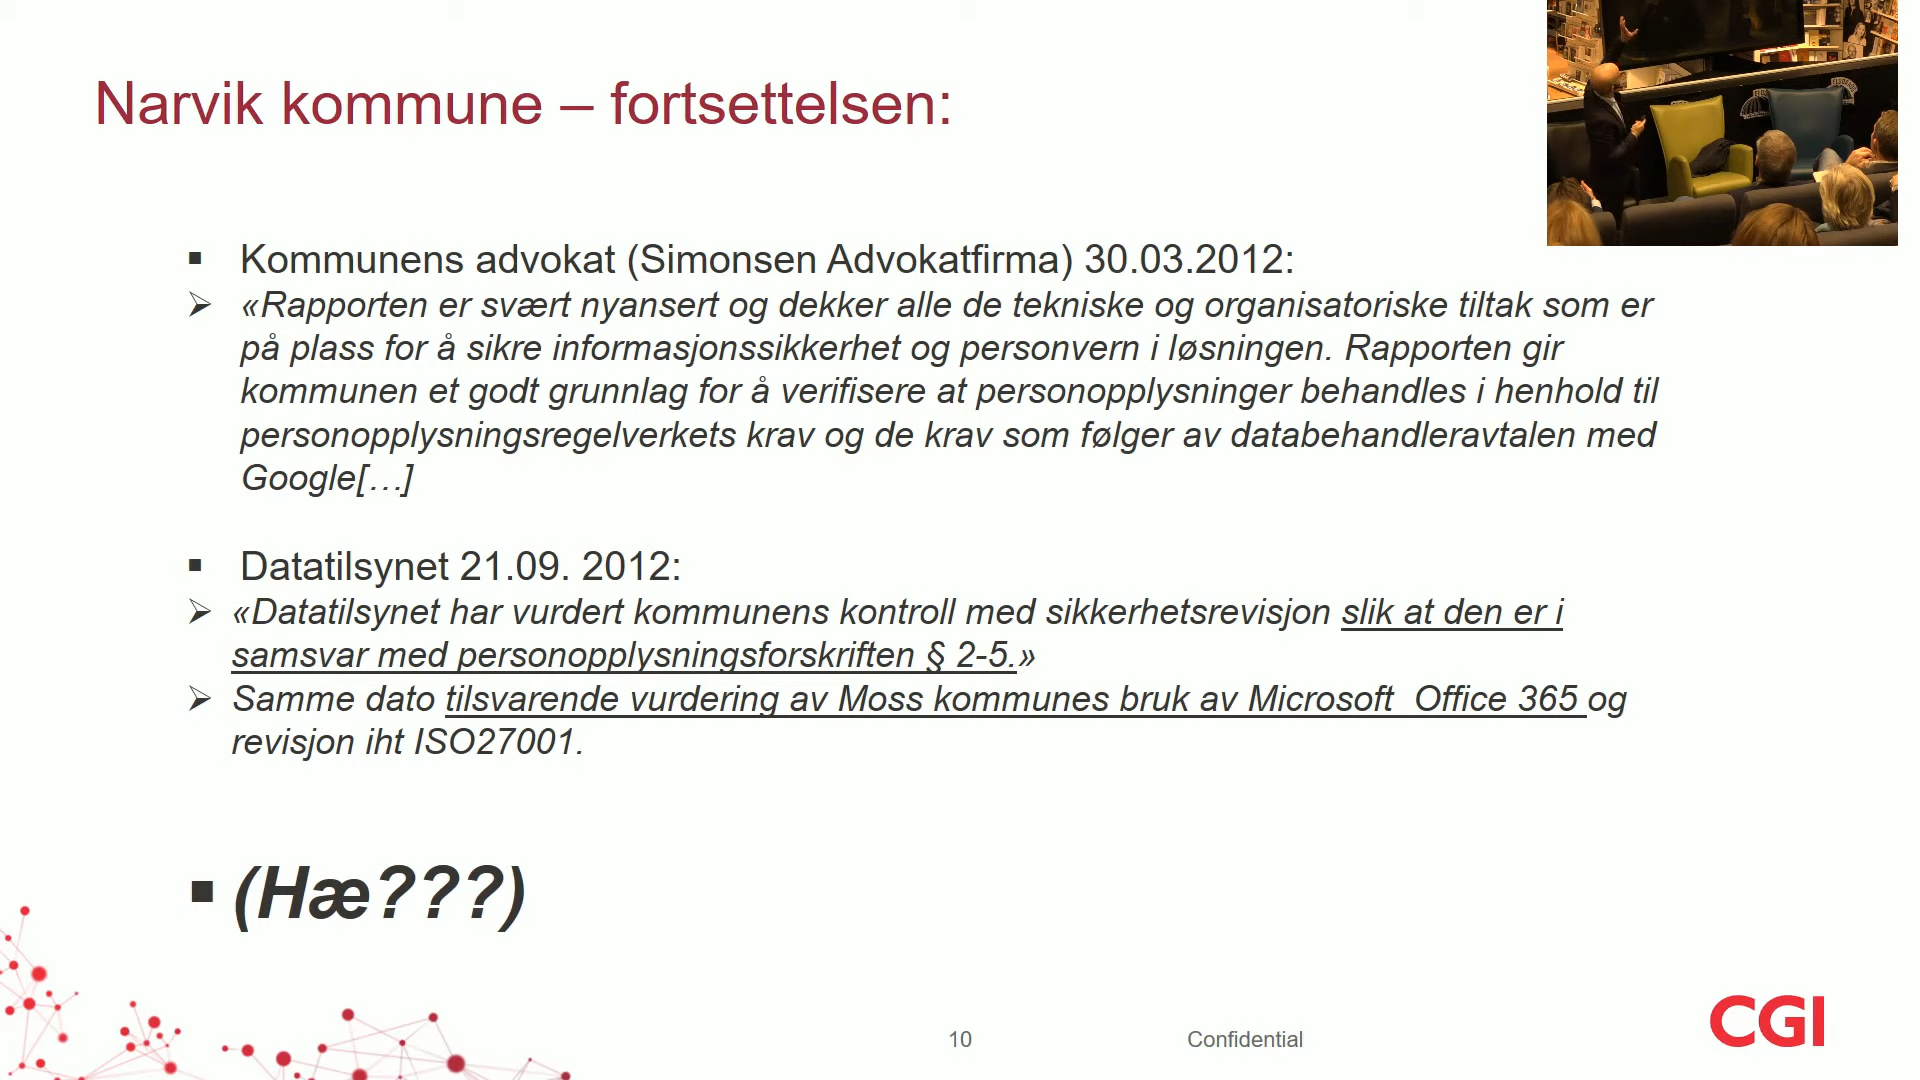 Narvik kommune – fortsettelsen:
▪ Kommunens advokat (Simonsen Advokatfirma) 30.03.2012:
➢ «Rapporten er svært nyansert og dekker alle de tekniske og organisatoriske tiltak som er
på plass for å sikre informasjonssikkerhet og personvern i løsningen. Rapporten gir
kommunen et godt grunnlag for å verifisere at personopplysninger behandles i henhold til
personopplysningsregelverkets krav og de krav som følger av databehandleravtalen med
Google[…]
▪ Datatilsynet 21.09. 2012:
➢ «Datatilsynet har vurdert kommunens kontroll med sikkerhetsrevisjon slik at den er i
samsvar med personopplysningsforskriften § 2-5.»
➢ Samme dato tilsvarende vurdering av Moss kommunes bruk av Microsoft  Office 365 og
revisjon iht ISO27001.
▪ (Hæ???)
10
Confidential
CGI